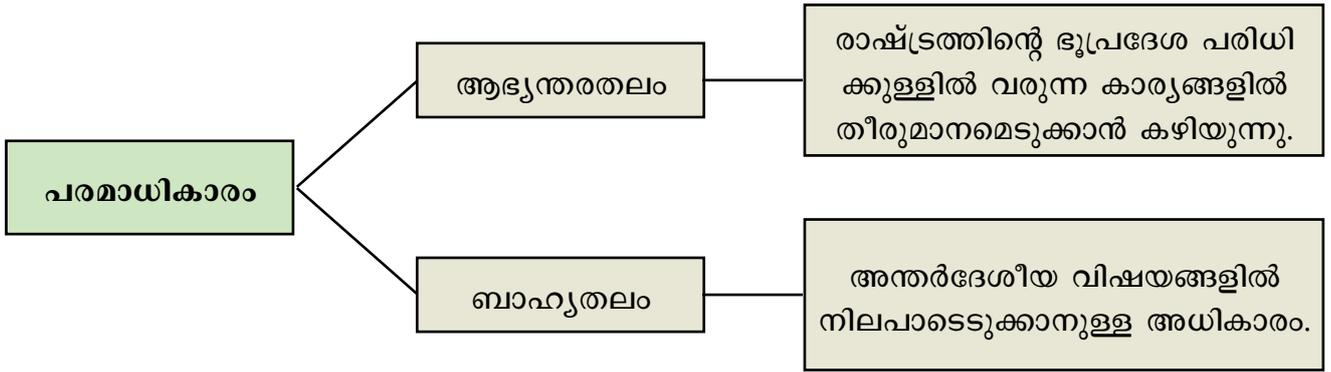 പരമാധികാരം
ആഭ്യന്തരതലം
രാഷ്ട്രത്തിന്റെ ഭൂപ്രദേശ പരിധി
ക്കുള്ളിൽ വരുന്ന കാര്യങ്ങളിൽ
തീരുമാനമെടുക്കാൻ കഴിയുന്നു.
ബാഹ്യതലം
അന്തർദേശീയ വിഷയങ്ങളിൽ
നിലപാടെടുക്കാനുള്ള അധികാരം.